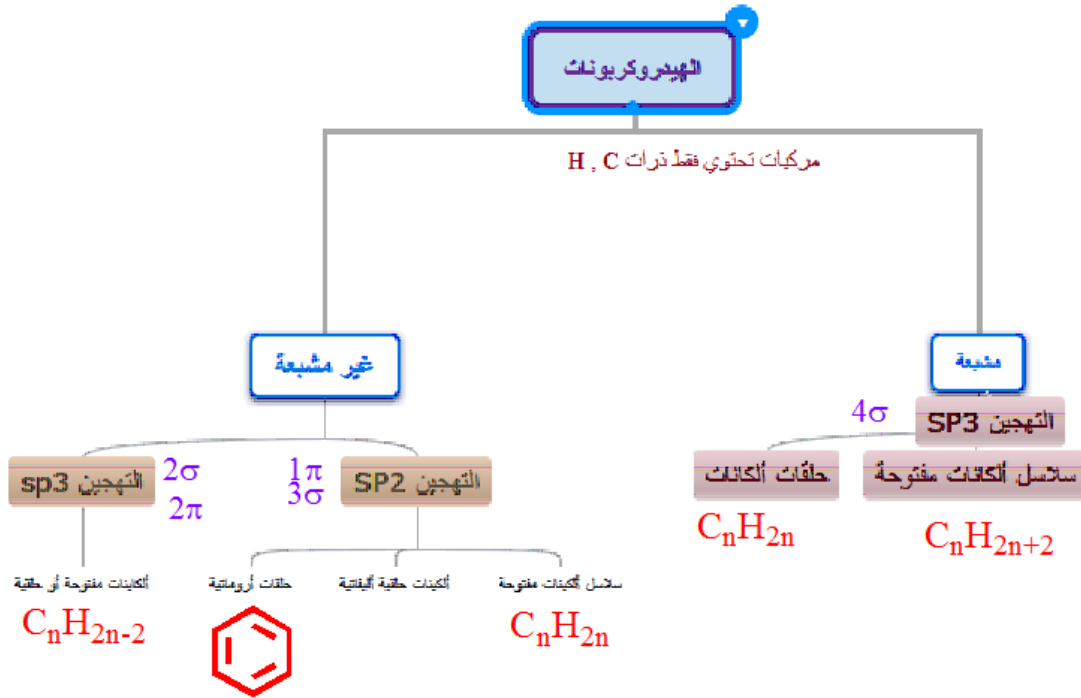 الهيدروكربونات
مركبات تحتوي فقط ذرات H , C
مشبعة
التهجين SP3
4σ
سلاسل ألكانات مفتوحة
حلقات ألكانات
CₙH₂ₙ₊₂
CₙH₂ₙ
غير مشبعة
التهجين SP2
1π
3σ
التهجين sp3
2σ
2π
سلاسل ألكينات مفتوحة
ألكينات حلقية أليفاتية
حلقات أروماتية
ألكاينات مفتوحة أو حلقية
CₙH₂ₙ
CₙH₂ₙ₋₂